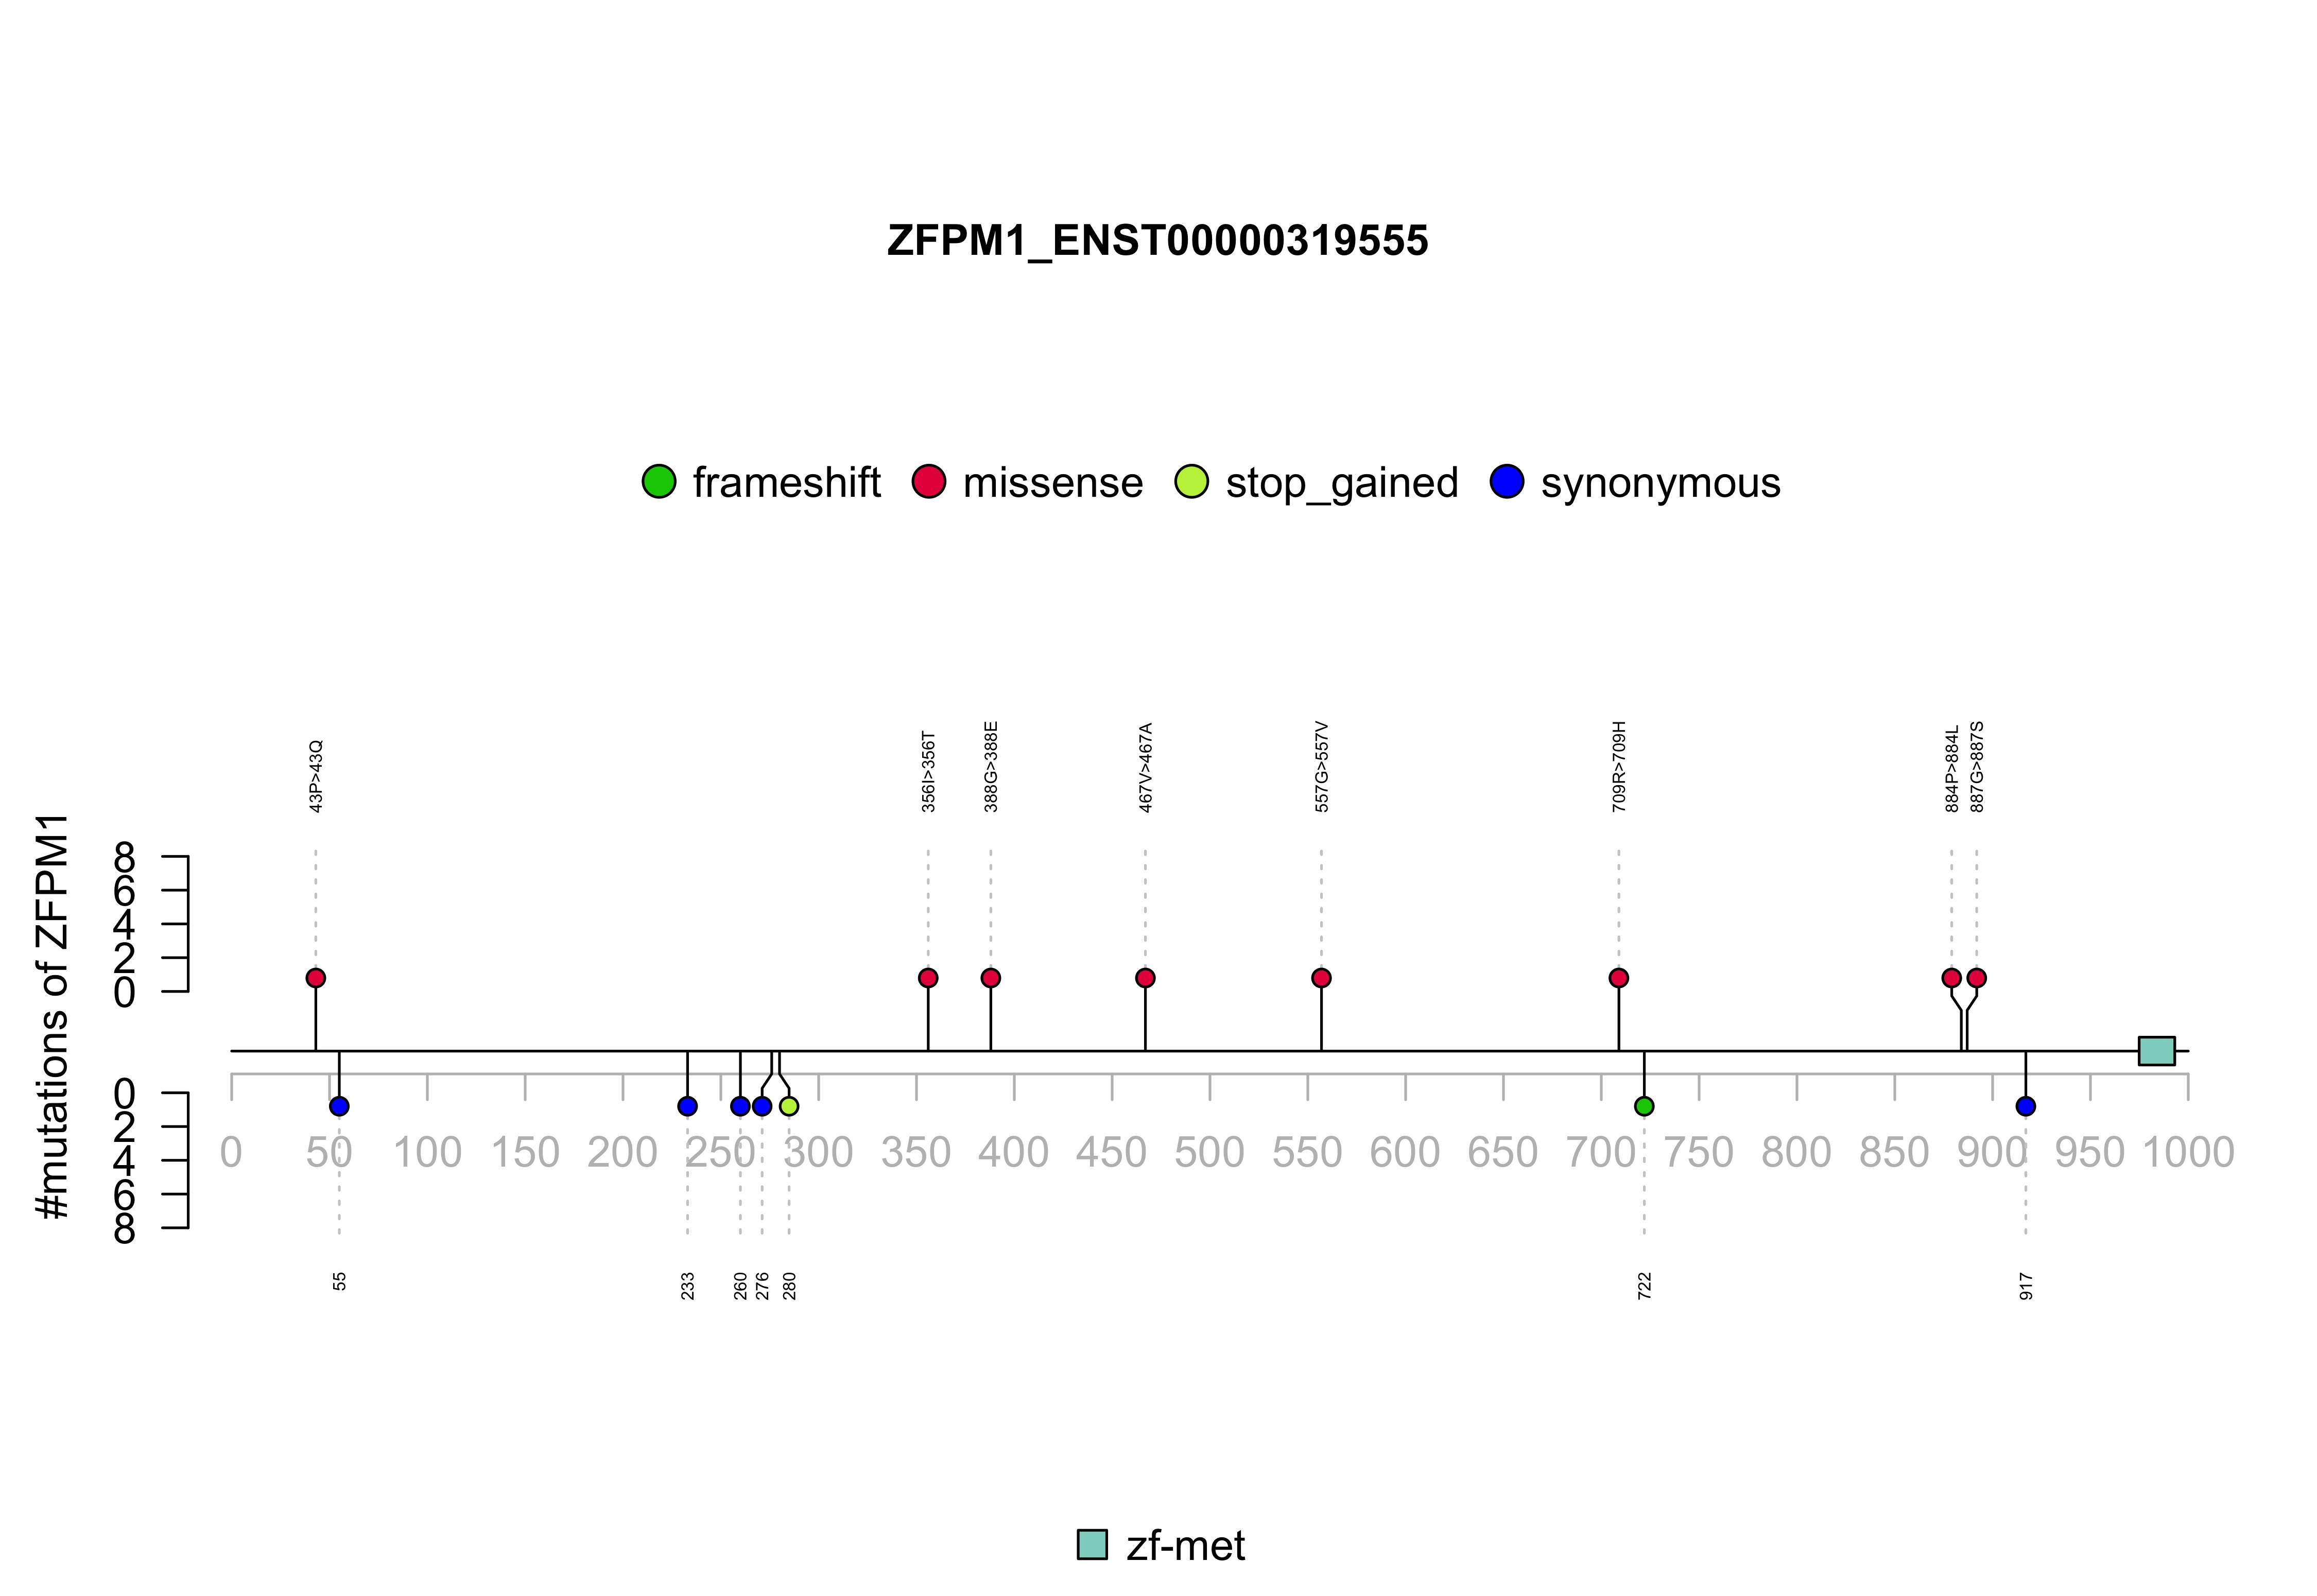 ZFPM1_ENST00000319555
frameshift missense stop_gained synonymous
43P>43Q 356I>356T 388G>388E 467V>467A 557G>557V 709R>709H 884P>884L 887G>887S
#mutations of ZFPM1
8
6
4
2
0
0
2
4
6
8
0 50 100 150 200 250 300 350 400 450 500 550 600 650 700 750 800 850 900 950 1000
55 233 260 276 280 722 917
zf-met